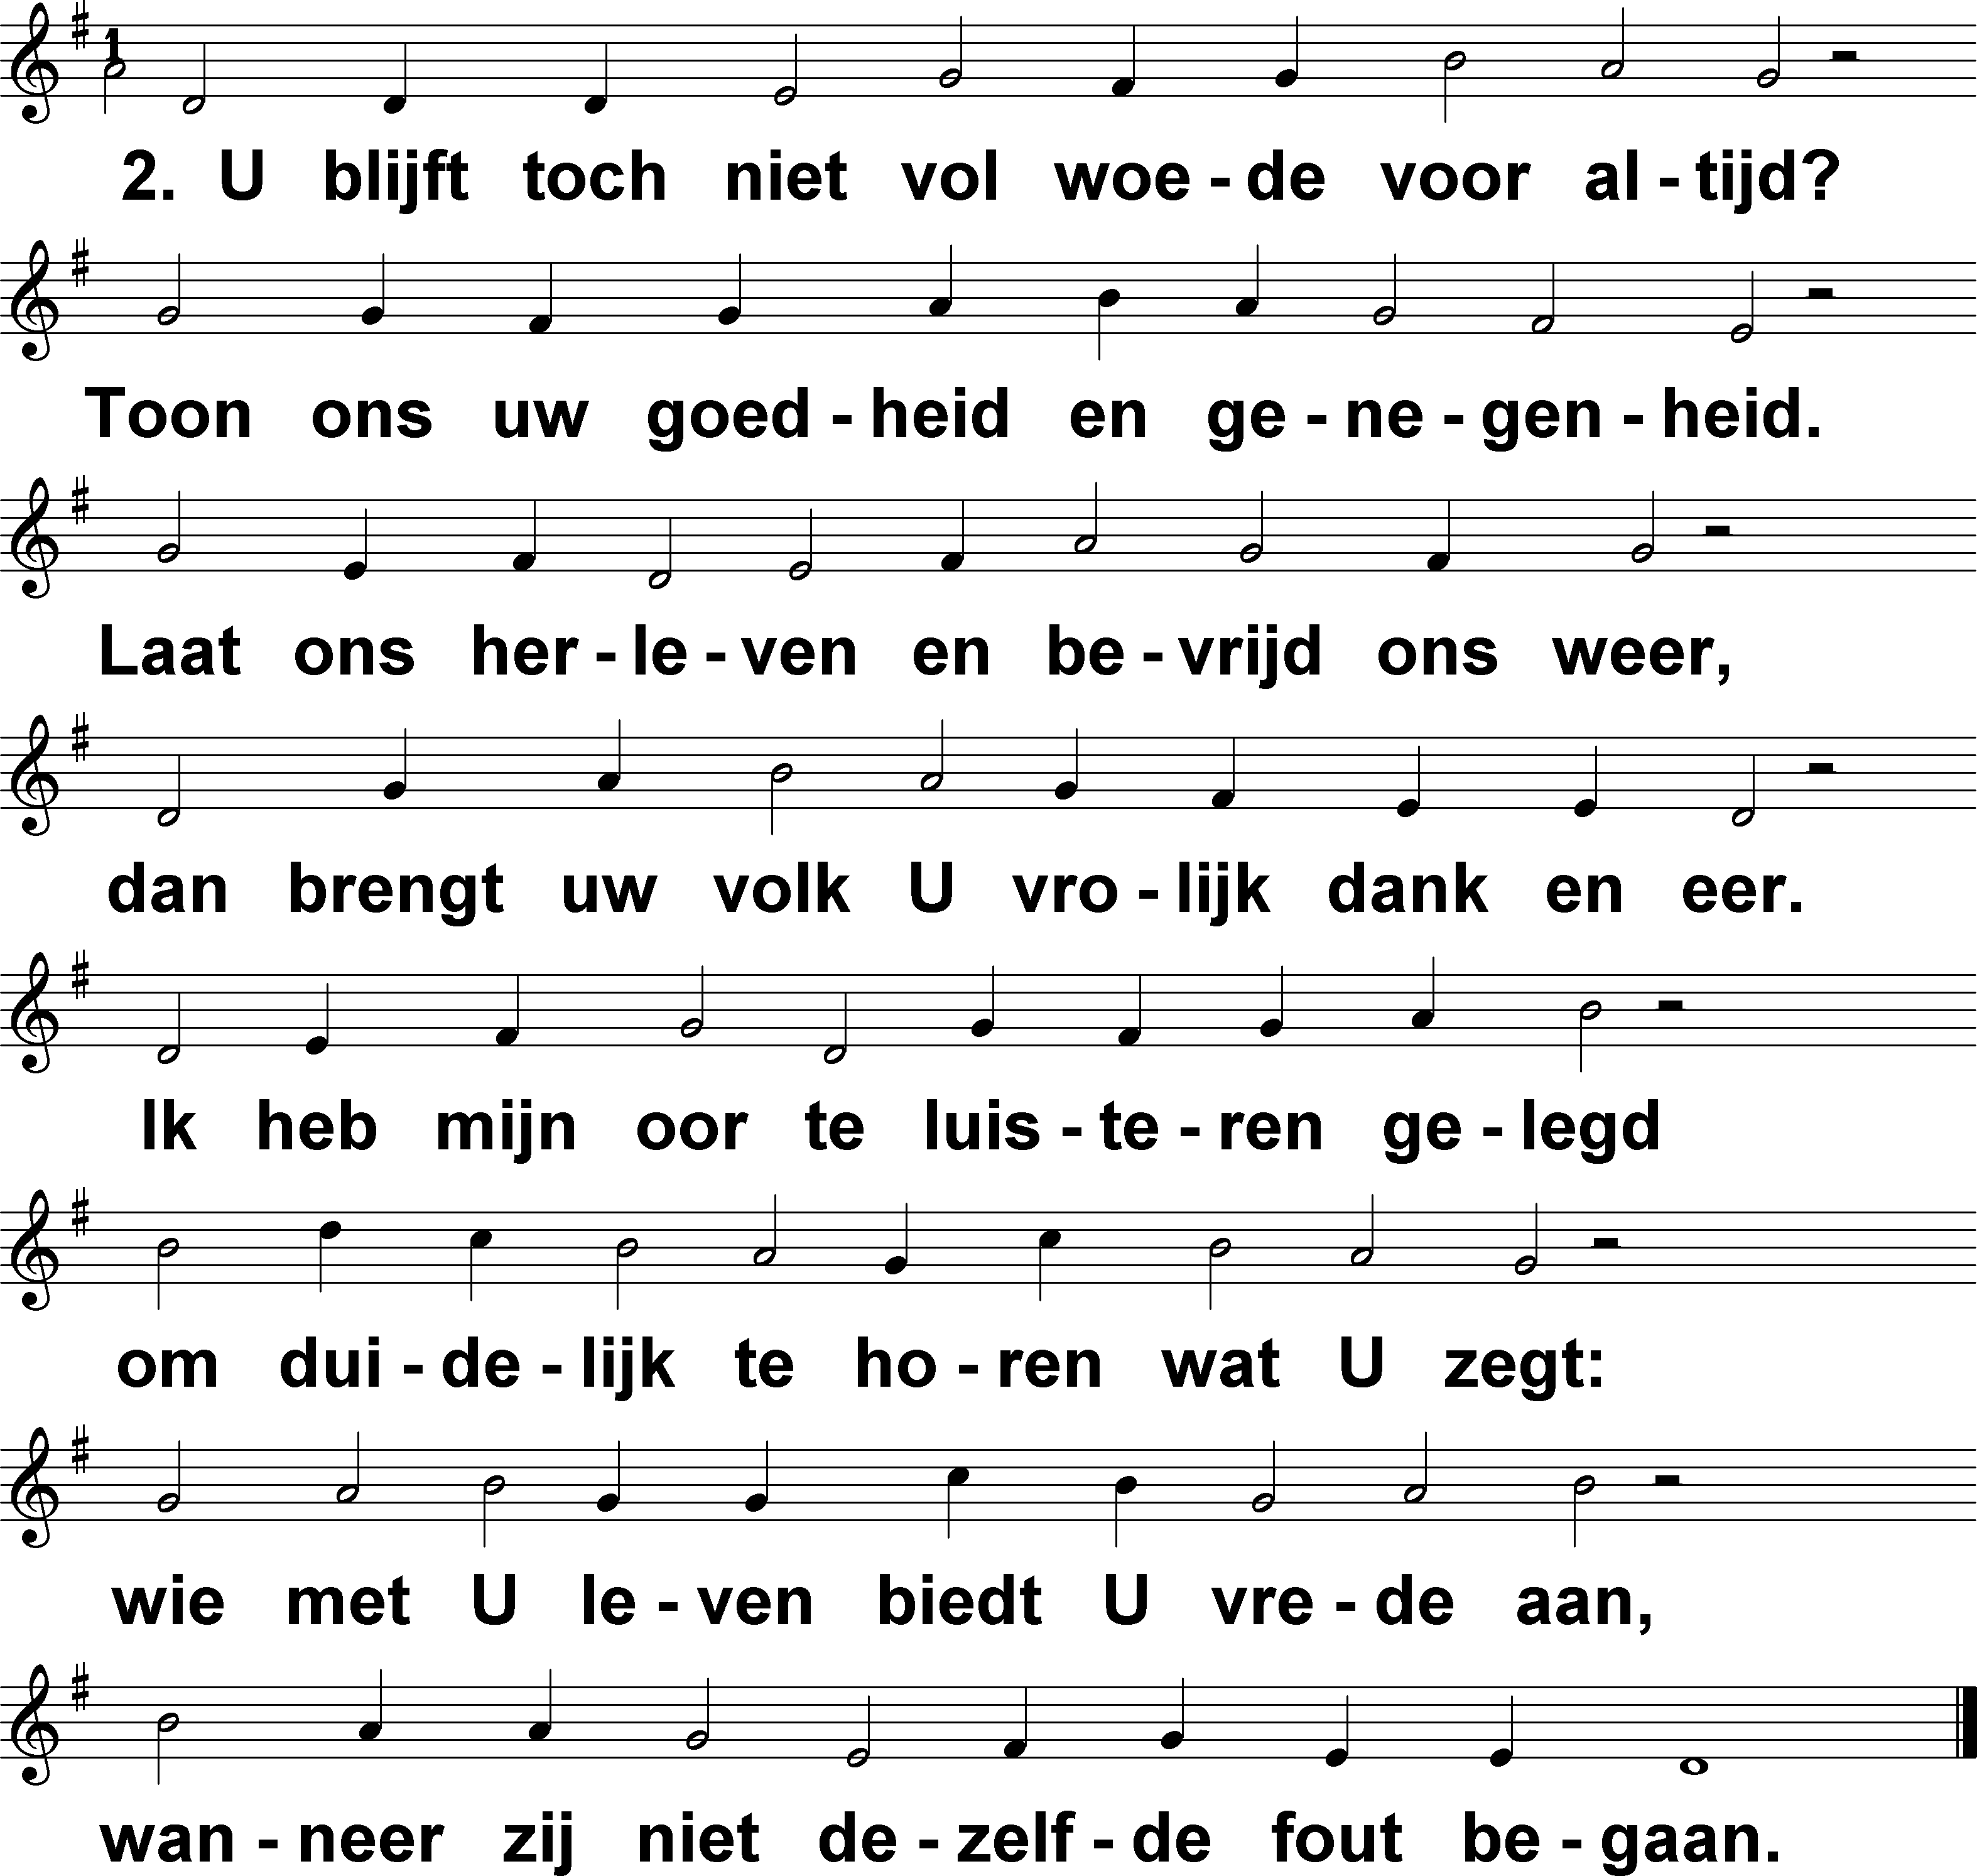 1
2. U blijft toch niet vol woe - de voor al - tijd?
Toon ons uw goed - heid en ge - ne - gen - heid.
Laat ons her - le - ven en be - vrijd ons weer,
dan brengt uw volk U vro - lijk dank en eer.
Ik heb mijn oor te luis - te - ren ge - legd
om dui - de - lijk te ho - ren wat U zegt:
wie met U le - ven biedt U vre - de aan,
wan - neer zij niet de - zelf - de fout be - gaan.